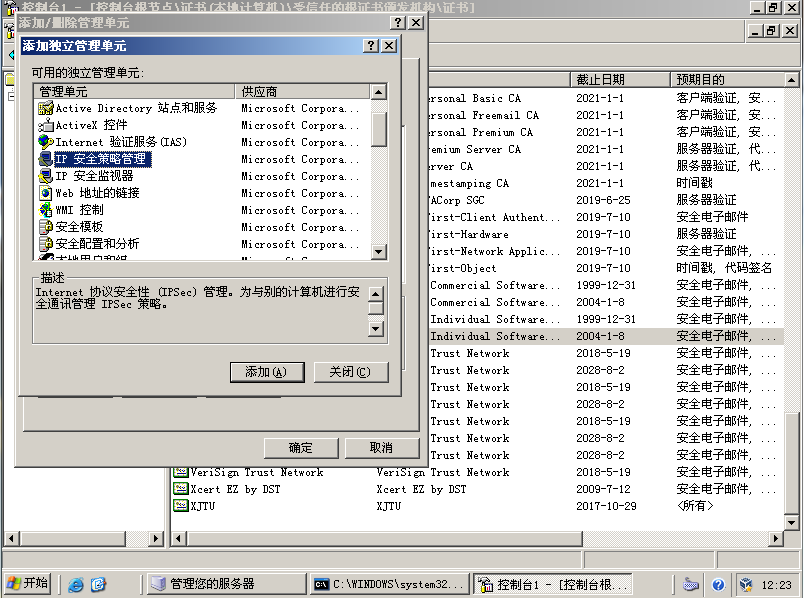 控制台1 - [控制台根节点\证书(本地计算机)\受信任的根证书颁发机构\证书]
添加/删除管理单元
添加独立管理单元
可用的独立管理单元:
管理单元 供应商
Active Directory 站点和服务 Microsoft Corpora...
ActiveX 控件 Microsoft Corpora...
Internet 验证服务(IAS) Microsoft Corpora...
IP 安全策略管理 Microsoft Corpora...
IP 安全监视器 Microsoft Corpora...
Web 地址的链接 Microsoft Corpora...
WMI 控制 Microsoft Corpora...
安全模板 Microsoft Corpora...
安全配置和分析 Microsoft Corpora...
描述
Internet 协议安全性 (IPSec) 管理。为与别的计算机进行安
全通讯管理 IPSec 策略。
添加(A) 关闭(C)
确定 取消
截止日期 预期目的
ersonal Basic CA 2021-1-1 客户端验证, 安...
ersonal Freemail CA 2021-1-1 客户端验证, 安...
ersonal Premium CA 2021-1-1 客户端验证, 安...
remium Server CA 2021-1-1 服务器验证, 代...
erver CA 2021-1-1 服务器验证, 代...
mestamping CA 2021-1-1 时间戳
ACorp SGC 2019-6-25 服务器验证
irst-Client Authent... 2019-7-10 安全电子邮件
irst-Hardware 2019-7-10 服务器验证
irst-Network Applic... 2019-7-10 安全电子邮件, ...
irst-Object 2019-7-10 时间戳, 代码签名
Commercial Software... 1999-12-31 安全电子邮件, ...
Commercial Software... 2004-1-8 安全电子邮件, ...
Individual Software... 1999-12-31 安全电子邮件, ...
Individual Software... 2004-1-8 安全电子邮件, ...
Trust Network 2018-5-19 安全电子邮件, ...
Trust Network 2028-8-2 安全电子邮件, ...
Trust Network 2018-5-19 安全电子邮件, ...
Trust Network 2028-8-2 安全电子邮件, ...
Trust Network 2018-5-19 安全电子邮件, ...
Trust Network 2028-8-2 安全电子邮件, ...
Trust Network 2028-8-2 安全电子邮件, ...
VeriSign Trust Network VeriSign Trust Network 2018-5-19 安全电子邮件, ...
Xcert EZ by DST Xcert EZ by DST 2009-7-12 安全电子邮件, ...
XJTU XJTU 2017-10-29 <所有>
开始 管理您的服务器 C:\WINDOWS\system32... 控制台1 - [控制台根... 12:23